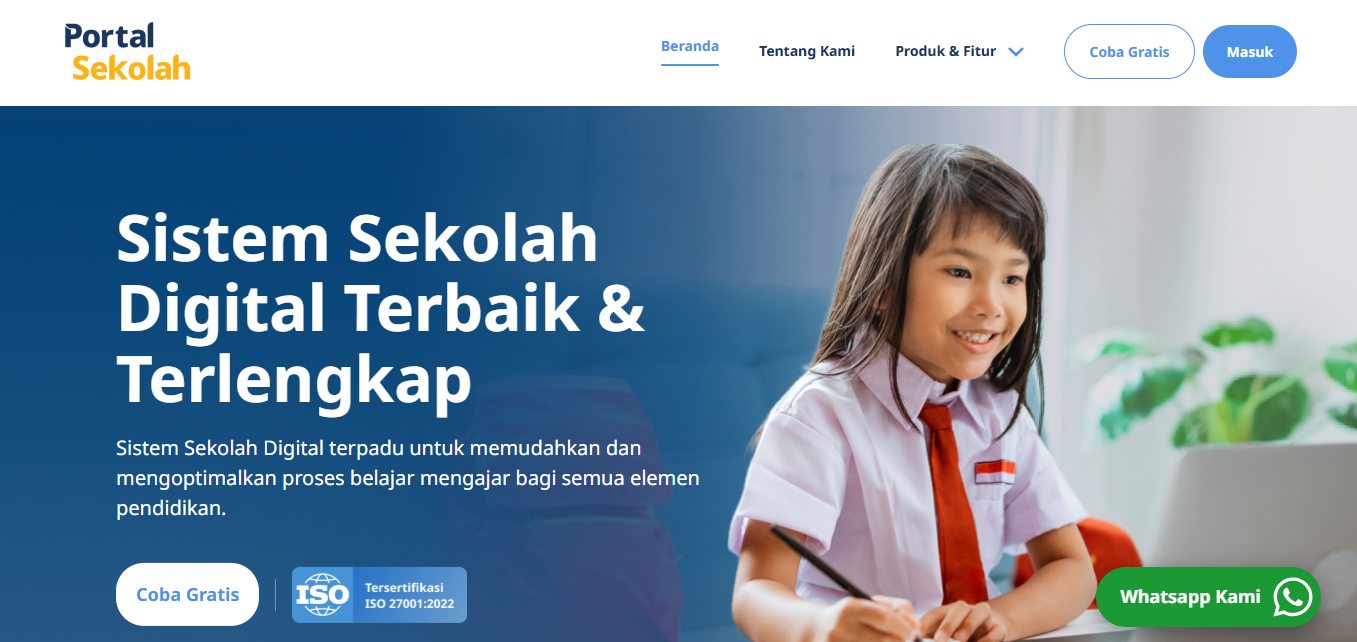 Portal
Sekolah
Beranda
Tentang Kami
Produk & Fitur
Coba Gratis
Masuk
Sistem Sekolah
Digital Terbaik &
Terlengkap
Sistem Sekolah Digital terpadu untuk memudahkan dan
mengoptimalkan proses belajar mengajar bagi semua elemen
pendidikan.
Coba Gratis
ISO
Tersertifikasi
ISO 27001:2022
Whatsapp Kami